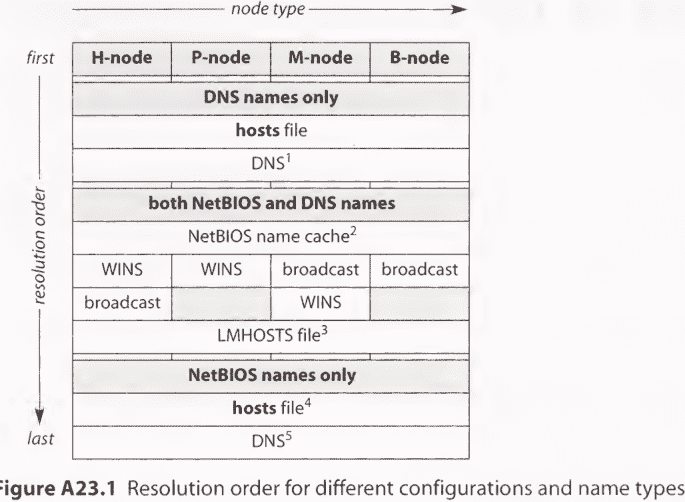 node type
first
H-node P-node M-node B-node
DNS names only
hosts file
DNS¹
both NetBIOS and DNS names
NetBIOS name cache²
WINS WINS broadcast broadcast
broadcast WINS
LMHOSTS file³
NetBIOS names only
hosts file⁴
DNS⁵
resolution order
last
Figure A23.1 Resolution order for different configurations and name types